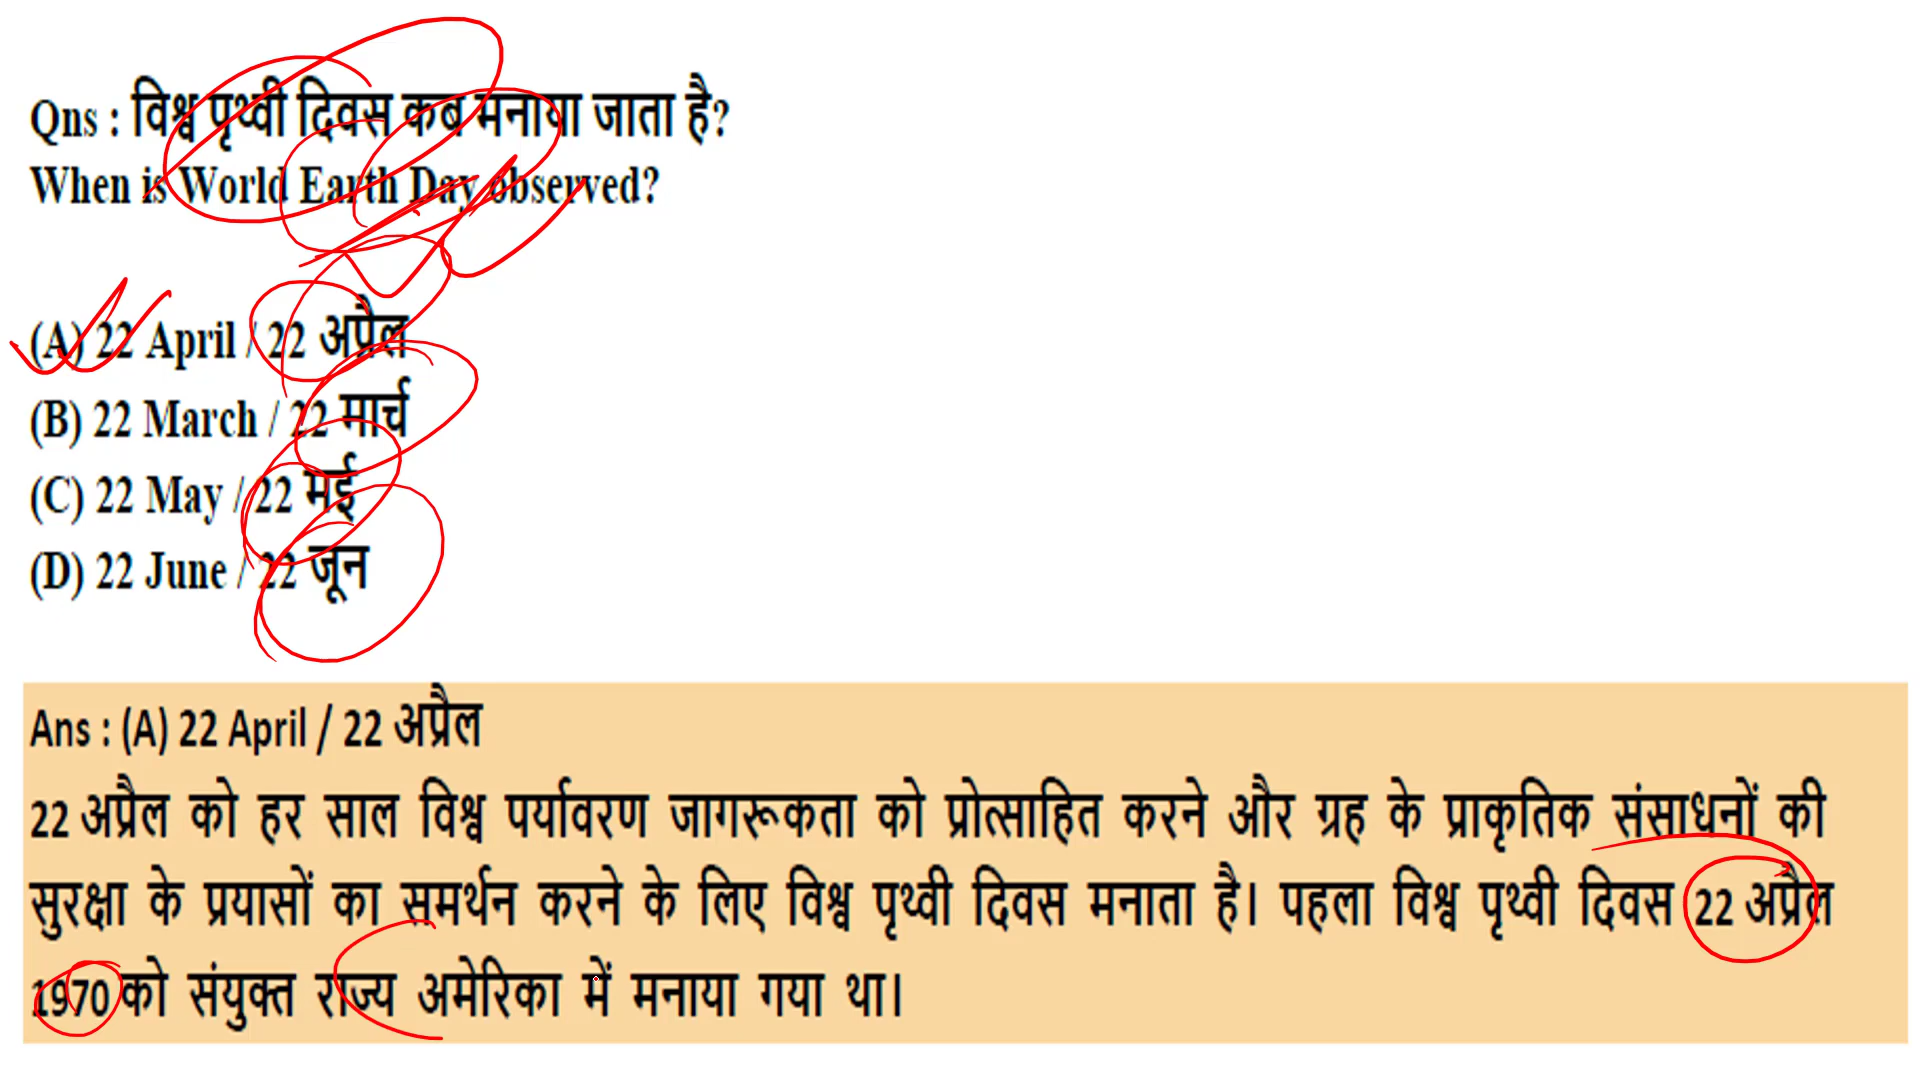 Qns : विश्व पृथ्वी दिवस कब मनाया जाता है?
When is World Earth Day observed?
(A) 22 April / 22 अप्रैल
(B) 22 March / 22 मार्च
(C) 22 May / 22 मई
(D) 22 June / 22 जून
Ans : (A) 22 April / 22 अप्रैल
22 अप्रैल को हर साल विश्व पर्यावरण जागरूकता को प्रोत्साहित करने और ग्रह के प्राकृतिक संसाधनों की
सुरक्षा के प्रयासों का समर्थन करने के लिए विश्व पृथ्वी दिवस मनाता है। पहला विश्व पृथ्वी दिवस 22 अप्रैल
1970 को संयुक्त राज्य अमेरिका में मनाया गया था।